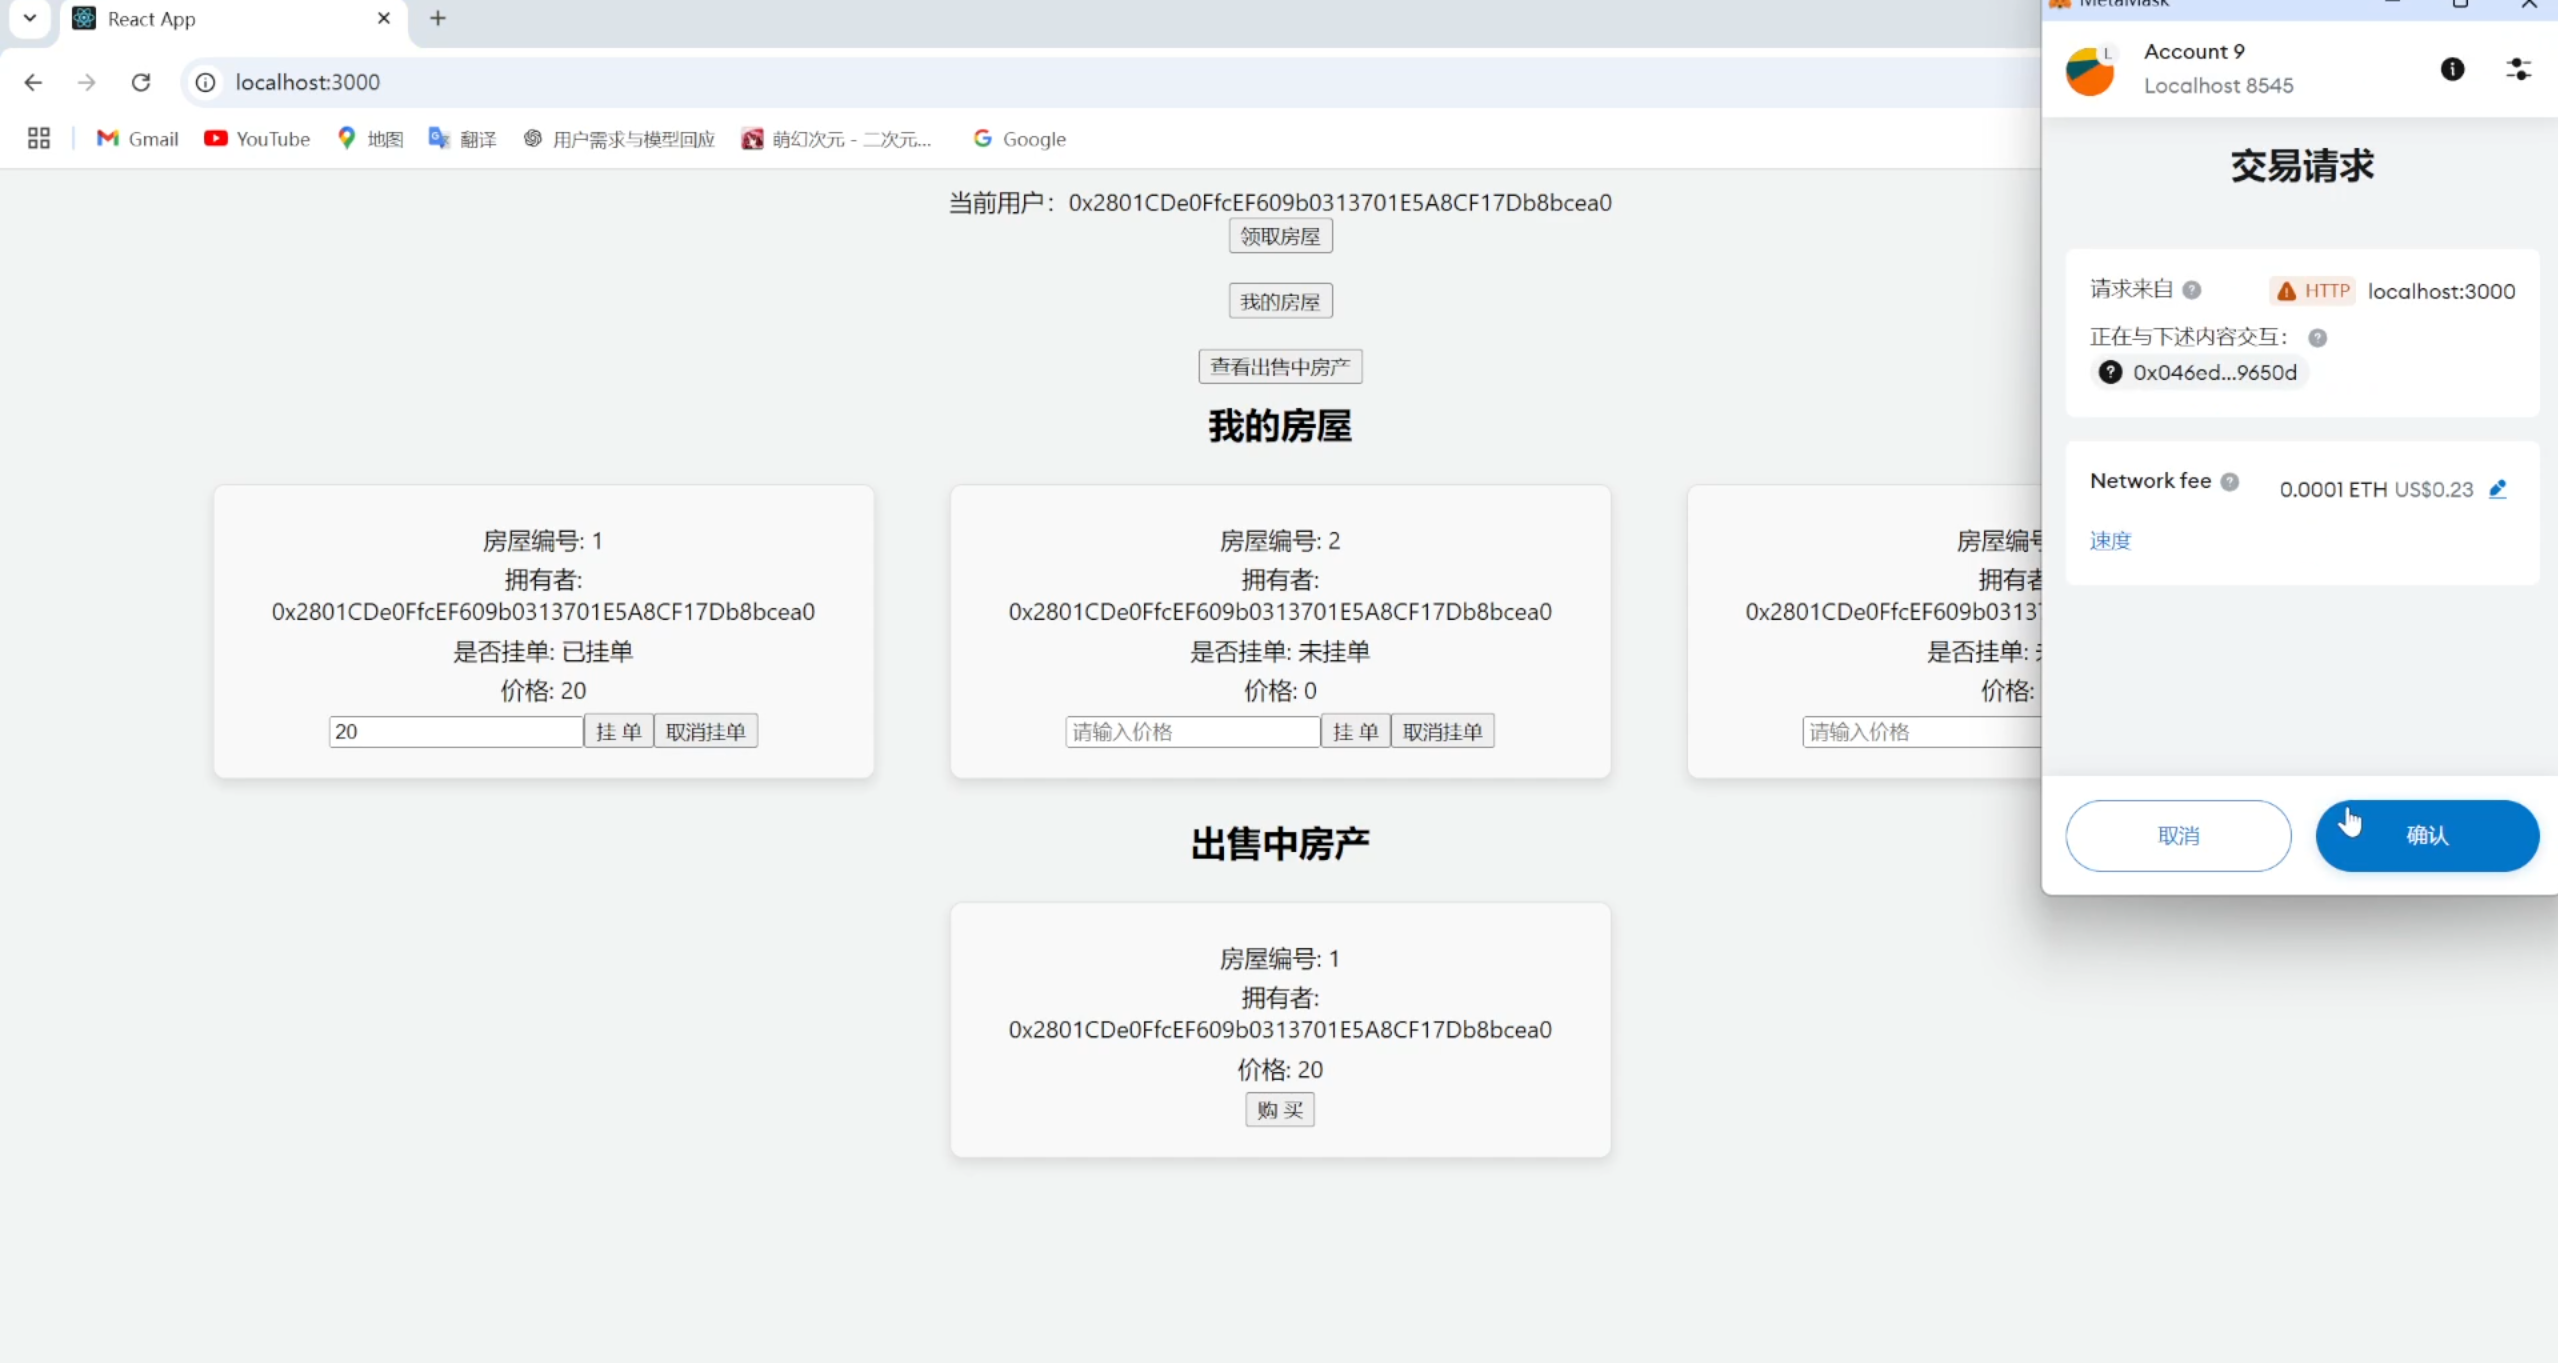 React App
localhost:3000
Gmail
YouTube
地图
翻译
用户需求与模型回应
萌幻次元 - 二次元...
Google
当前用户：0x2801CDe0FfcEF609b0313701E5A8CF17Db8bcea0
领取房屋
我的房屋
查看出售中房产
我的房屋
房屋编号: 1
拥有者:
0x2801CDe0FfcEF609b0313701E5A8CF17Db8bcea0
是否挂单: 已挂单
价格: 20
20
挂 单
取消挂单
房屋编号: 2
拥有者:
0x2801CDe0FfcEF609b0313701E5A8CF17Db8bcea0
是否挂单: 未挂单
价格: 0
请输入价格
挂 单
取消挂单
房屋编号
拥有者
0x2801CDe0FfcEF609b0313
是否挂单:
价格:
请输入价格
出售中房产
房屋编号: 1
拥有者:
0x2801CDe0FfcEF609b0313701E5A8CF17Db8bcea0
价格: 20
购 买
MetaMask
L
Account 9
Localhost 8545
交易请求
请求来自
HTTP localhost:3000
正在与下述内容交互：
0x046ed...9650d
Network fee
0.0001 ETH US$0.23
速度
取消
确认